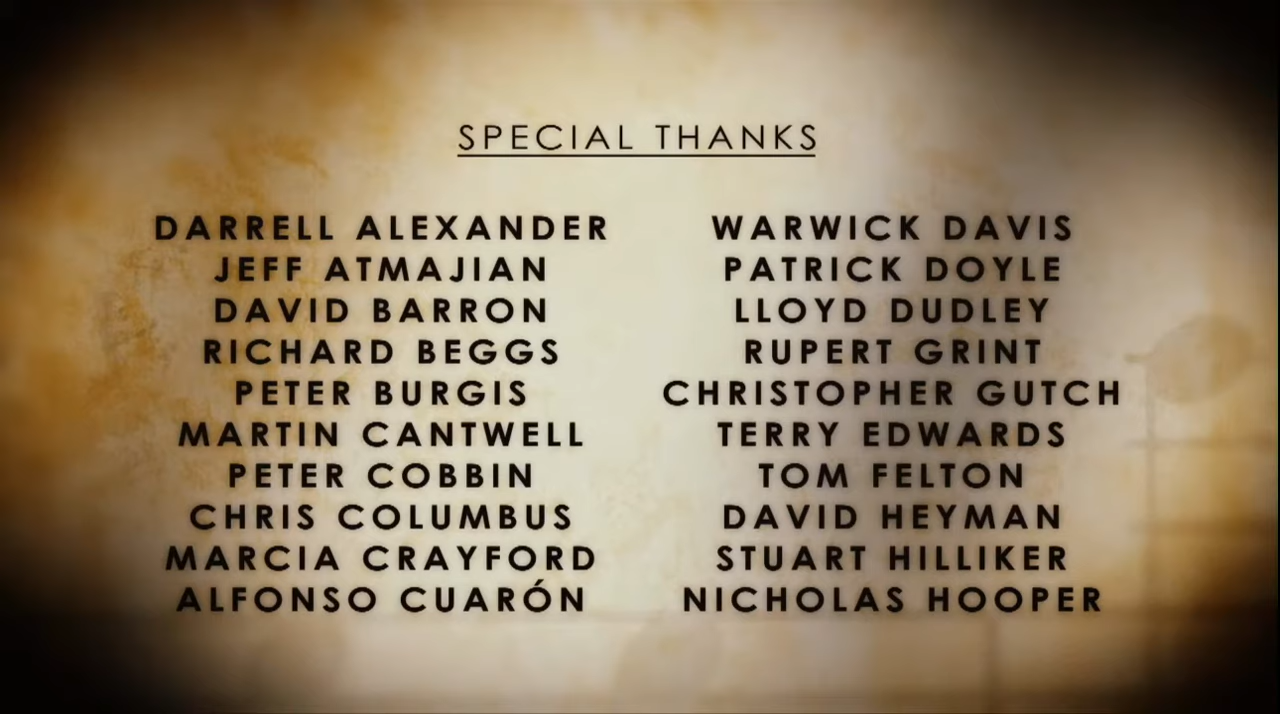 SPECIAL THANKS
DARRELL ALEXANDER
JEFF ATMAJIAN
DAVID BARRON
RICHARD BEGGS
PETER BURGIS
MARTIN CANTWELL
PETER COBBIN
CHRIS COLUMBUS
MARCIA CRAYFORD
ALFONSO CUARÓN
WARWICK DAVIS
PATRICK DOYLE
LLOYD DUDLEY
RUPERT GRINT
CHRISTOPHER GUTCH
TERRY EDWARDS
TOM FELTON
DAVID HEYMAN
STUART HILLIKER
NICHOLAS HOOPER